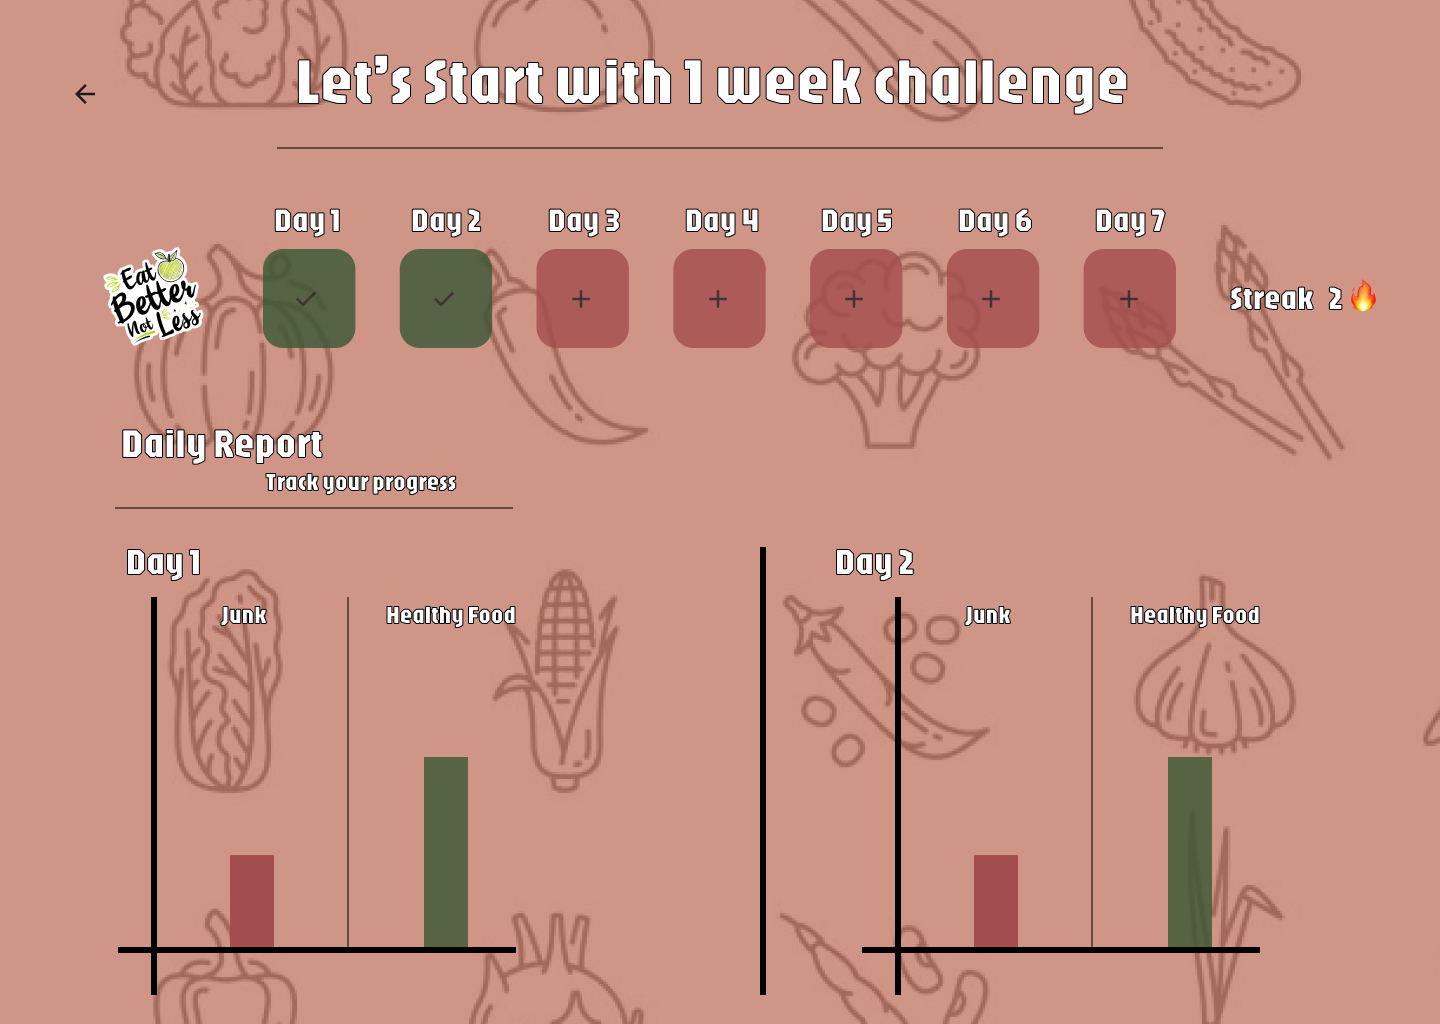 Let's Start with 1 week challenge
Day 1 Day 2 Day 3 Day 4 Day 5 Day 6 Day 7
Eat
Better
Not Less
Streak 2🔥
Daily Report
Track your progress
Day 1
Junk Healthy Food
Day 2
Junk Healthy Food